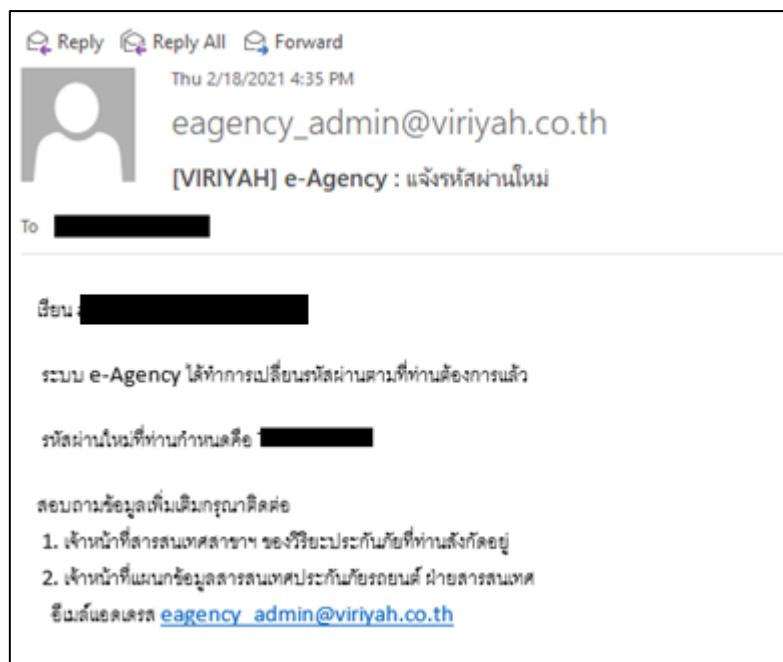 Reply Reply All Forward
Thu 2/18/2021 4:35 PM
eagency_admin@viriyah.co.th
[VIRIYAH] e-Agency : แจ้งรหัสผ่านใหม่
To
เรียน
ระบบ e-Agency ได้ทำการเปลี่ยนรหัสผ่านตามที่ท่านต้องการแล้ว
รหัสผ่านใหม่ที่ท่านกำหนดคือ
สอบถามข้อมูลเพิ่มเติมกรุณาติดต่อ
1. เจ้าหน้าที่สารสนเทศสาขาฯ ของวิริยะประกันภัยที่ท่านสังกัดอยู่
2. เจ้าหน้าที่แผนกข้อมูลสารสนเทศประกันภัยรถยนต์ ฝ่ายสารสนเทศ
อีเมล์แอดเดรส eagency_admin@viriyah.co.th